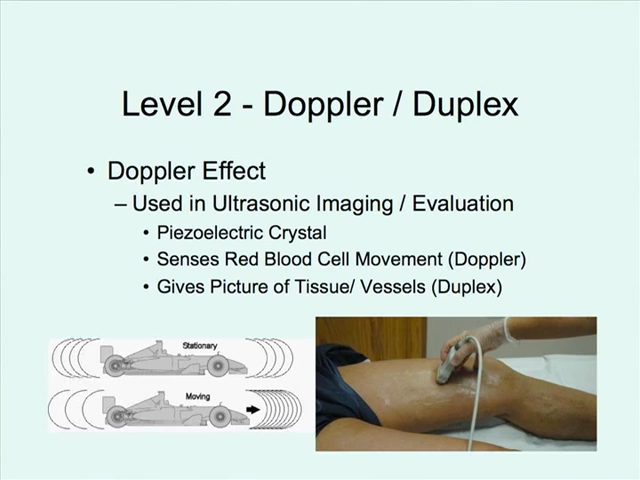 Level 2 - Doppler / Duplex
• Doppler Effect
– Used in Ultrasonic Imaging / Evaluation
• Piezoelectric Crystal
• Senses Red Blood Cell Movement (Doppler)
• Gives Picture of Tissue/ Vessels (Duplex)
Stationary
Moving